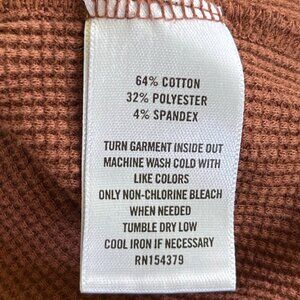 64% COTTON
32% POLYESTER
4% SPANDEX
TURN GARMENT INSIDE OUT
MACHINE WASH COLD WITH
LIKE COLORS
ONLY NON-CHLORINE BLEACH
WHEN NEEDED
TUMBLE DRY LOW
COOL IRON IF NECESSARY
RN154379